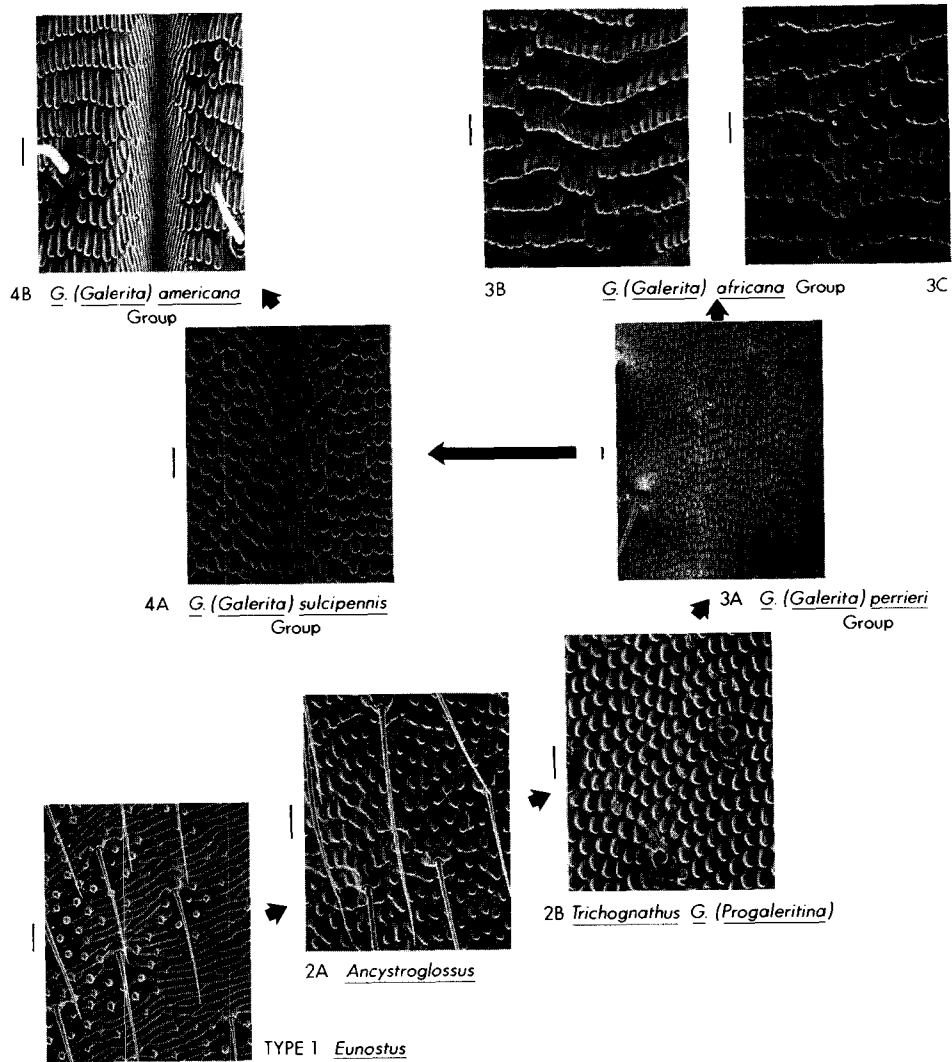 4B G. (Galerita) americana
Group
3B G. (Galerita) africana Group 3C
4A G. (Galerita) sulcipennis
Group
3A G. (Galerita) perrieri
Group
2B Trichognathus G. (Progaleritina)
2A Ancystroglossus
TYPE 1 Eunostus